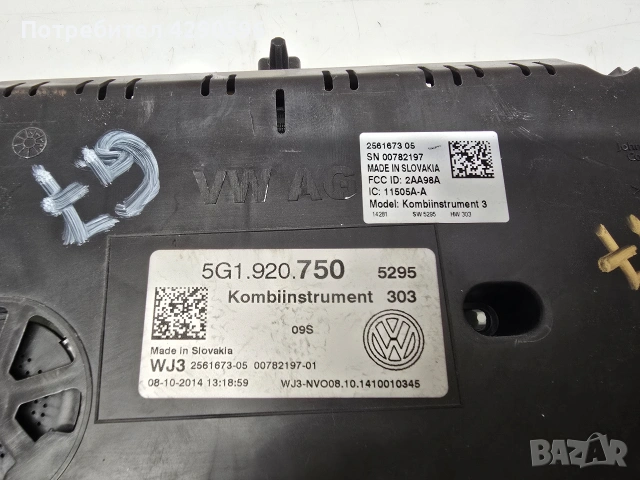 VW AG
2561673 05
SN 00782197
MADE IN SLOVAKIA
FCC ID: 2AA98A
IC: 11505A-A
Model: Kombiinstrument 3
14281 SW 5295 HW 303
5G1.920.750 5295
Kombiinstrument 303
09S
Made in Slovakia
WJ3 2561673-05 00782197-01
08-10-2014 13:18:59 WJ3-NVO08.10.1410010345
BAZAR